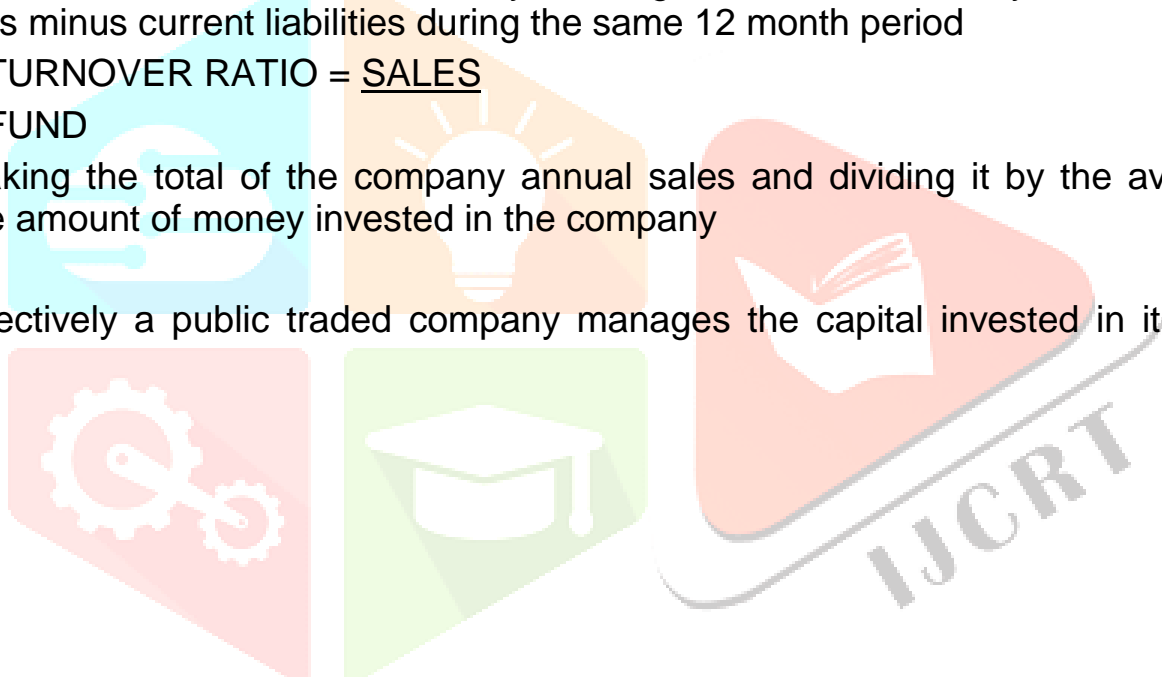 s minus current liabilities during the same 12 month period
TURNOVER RATIO = SALES
FUND
king the total of the company annual sales and dividing it by the av
e amount of money invested in the company
ectively a public traded company manages the capital invested in it
IJCRT